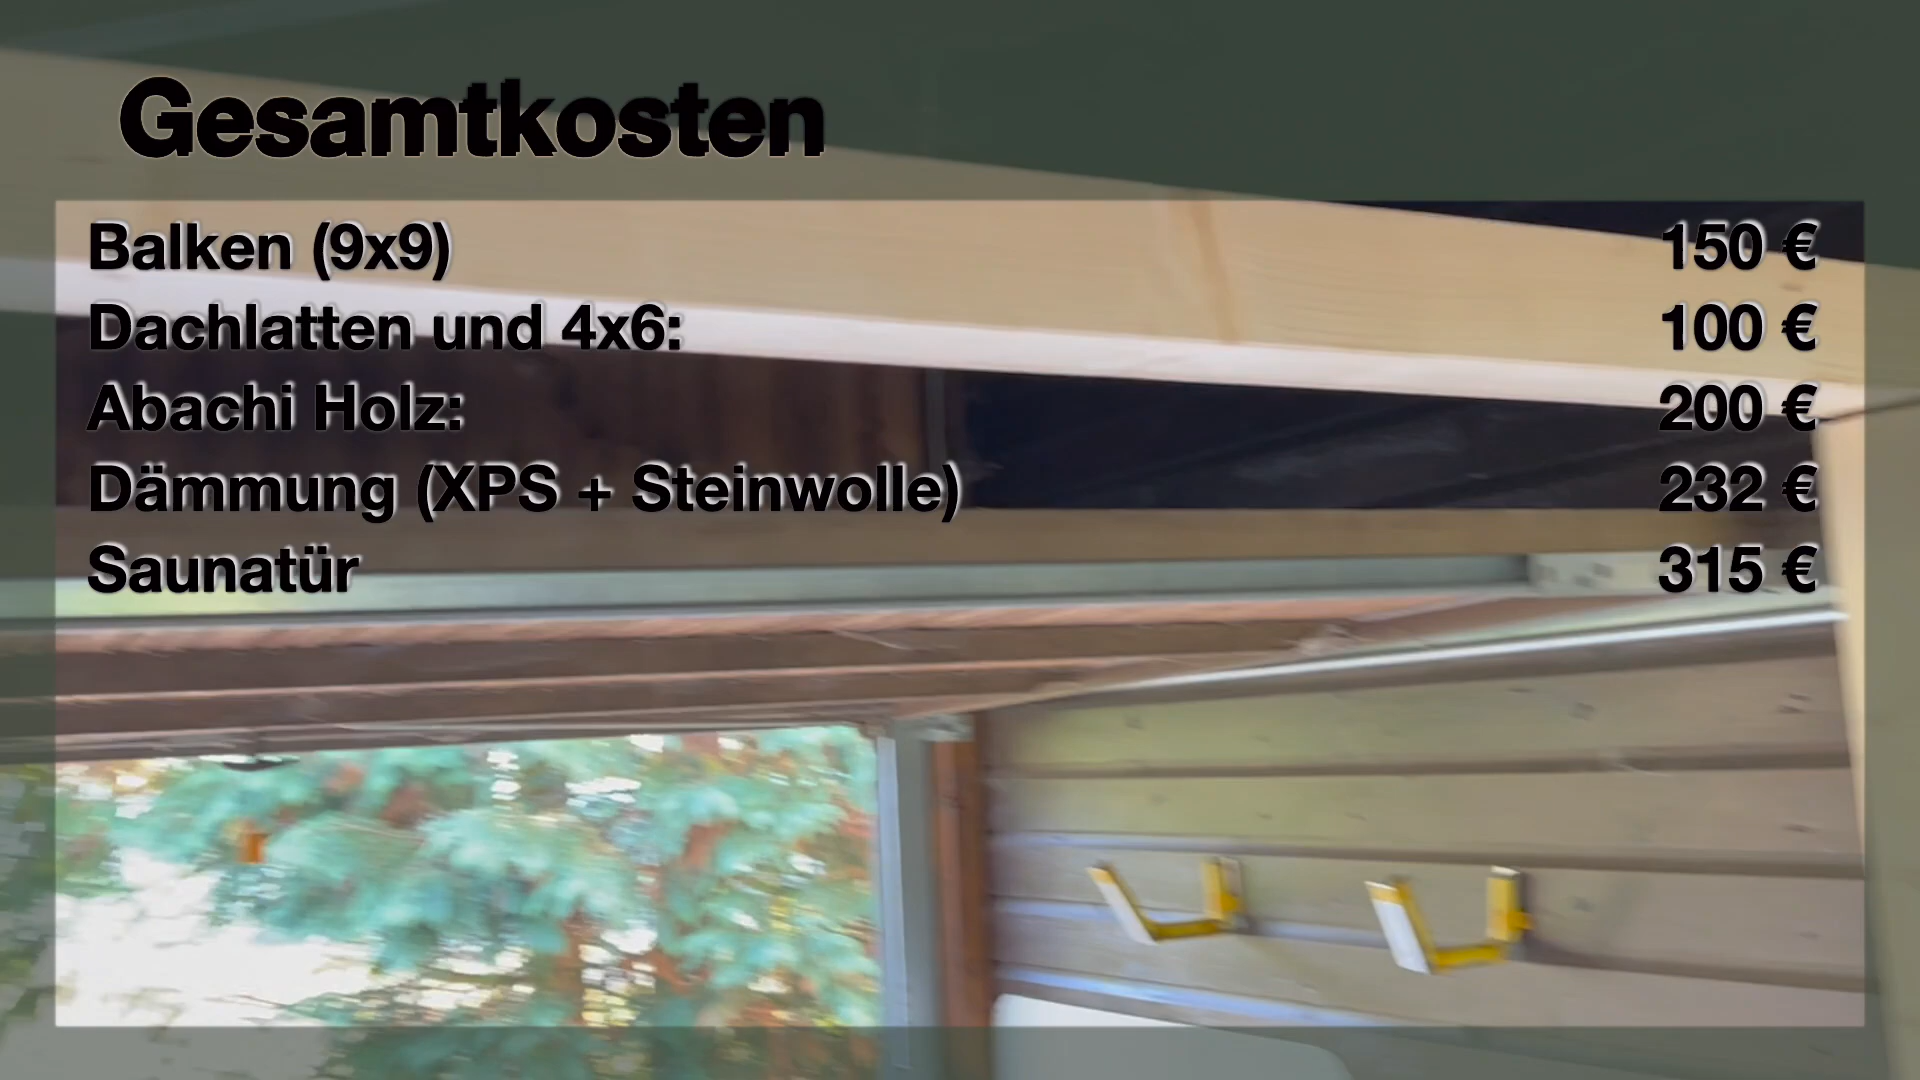 Gesamtkosten
Balken (9x9) 150 €
Dachlatten und 4x6: 100 €
Abachi Holz: 200 €
Dämmung (XPS + Steinwolle) 232 €
Saunatür 315 €